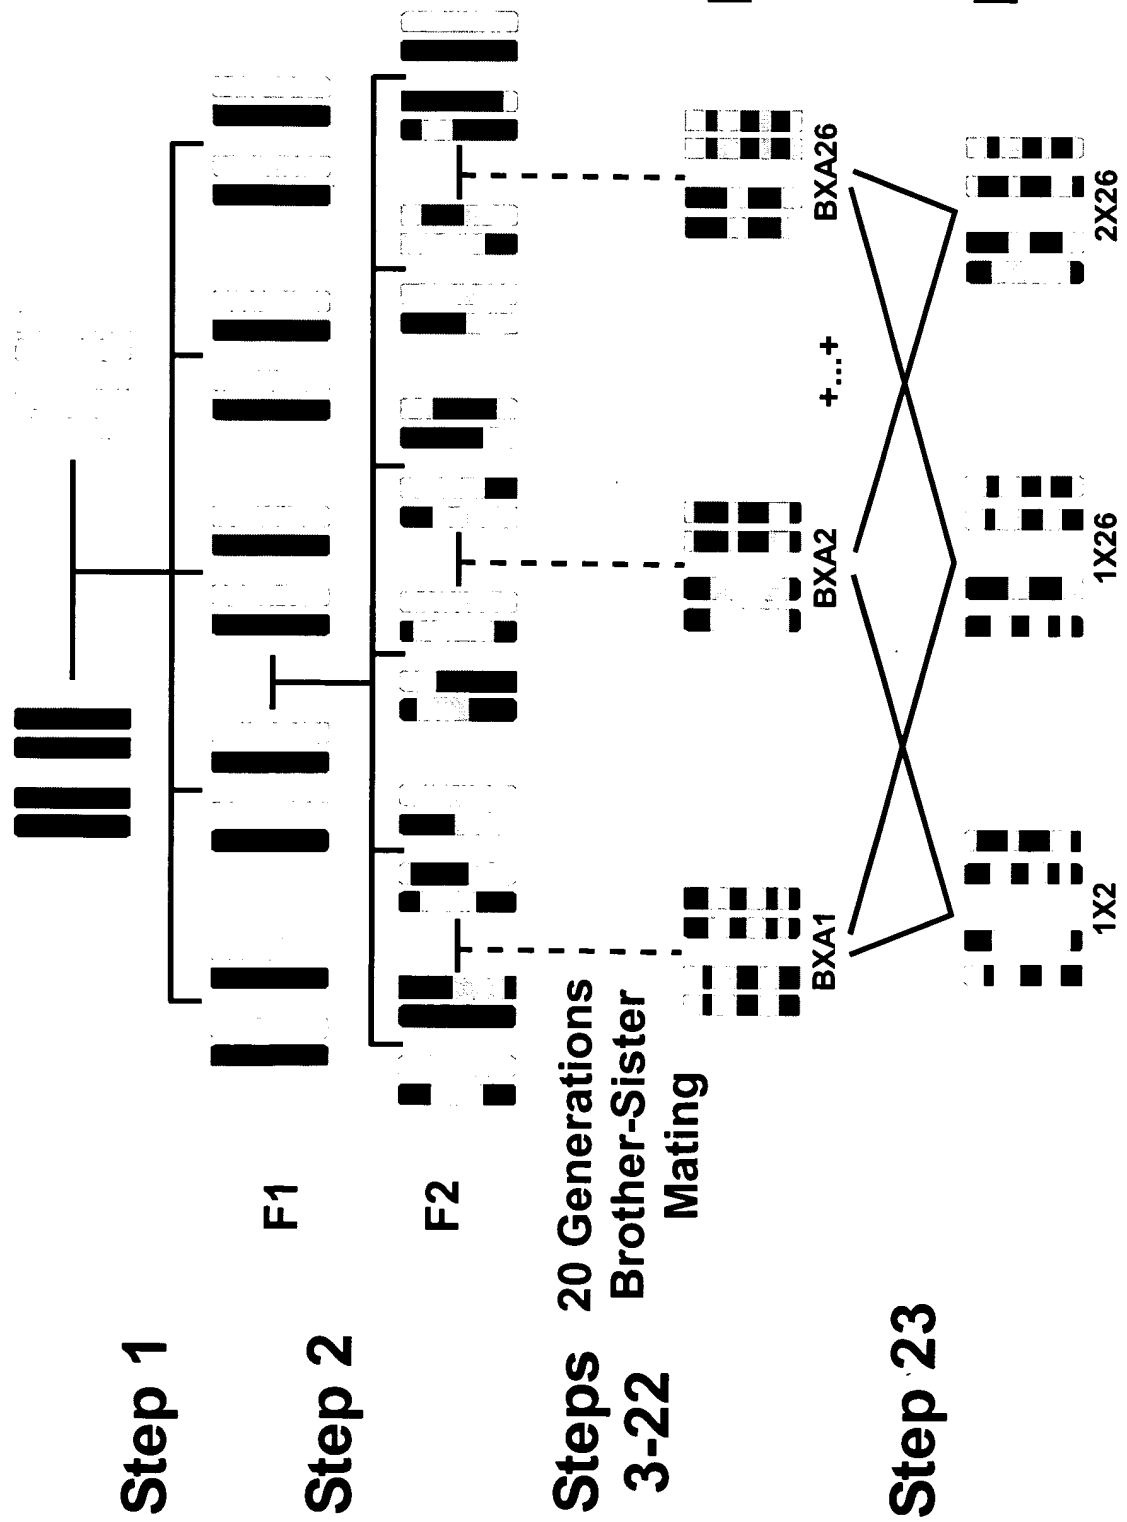 Step 1
F1
Step 2
F2
Steps
3-22
20 Generations
Brother-Sister
Mating
BXA1
BXA2
+...+
BXA26
Step 23
1X2
1X26
2X26